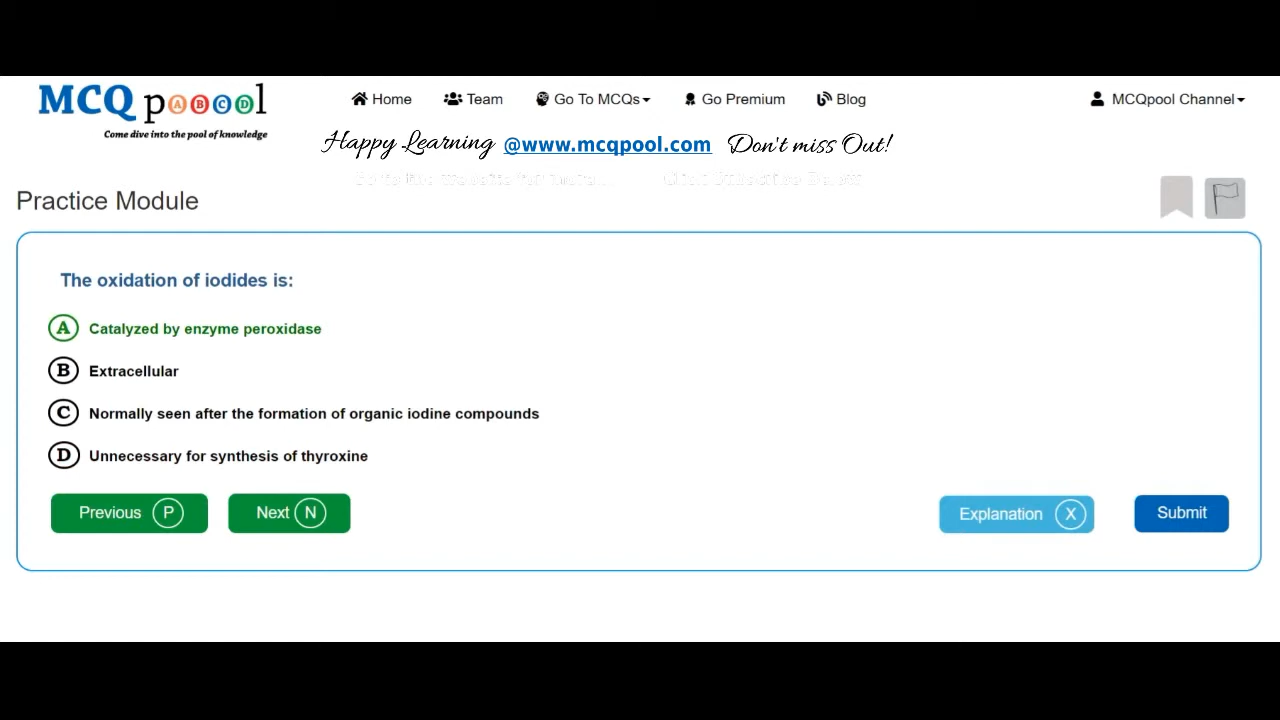 MCQ pABCDl
Come dive into the pool of knowledge
Home Team Go To MCQs Go Premium Blog MCQpool Channel
Happy Learning @www.mcqpool.com Don't miss Out!
Practice Module
The oxidation of iodides is:
A Catalyzed by enzyme peroxidase
B Extracellular
C Normally seen after the formation of organic iodine compounds
D Unnecessary for synthesis of thyroxine
Previous P Next N Explanation X Submit